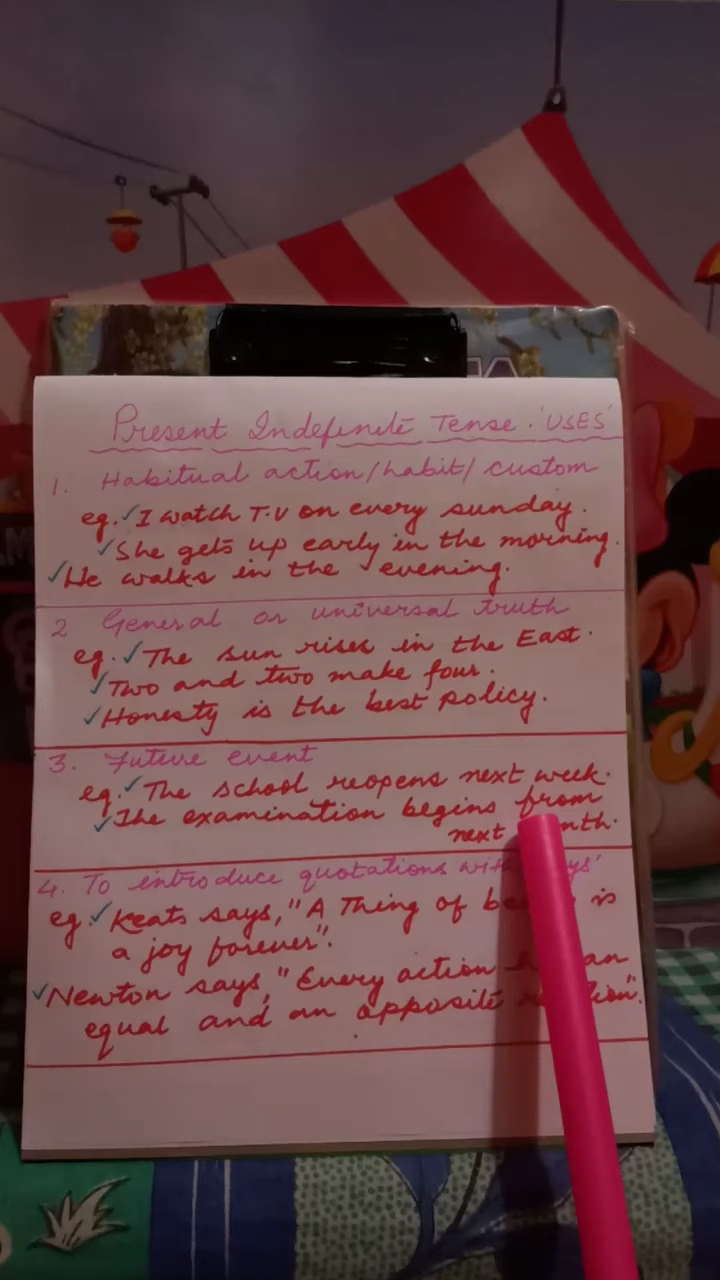 Present Indefinite Tense. 'USES'
1. Habitual action/habit/custom
eg. ✓I watch T.V on every sunday.
✓She gets up early in the morning.
✓He walks in the evening.
2. General or universal truth
eg. ✓The sun rises in the East.
✓Two and two make four.
✓Honesty is the best policy.
3. Future event
eg. ✓The school reopens next week.
✓The examination begins from
next
4. To introduce quotations
eg. ✓Keats says, "A Thing of is
a joy forever".
✓Newton says, "Every action an
equal and an opposite